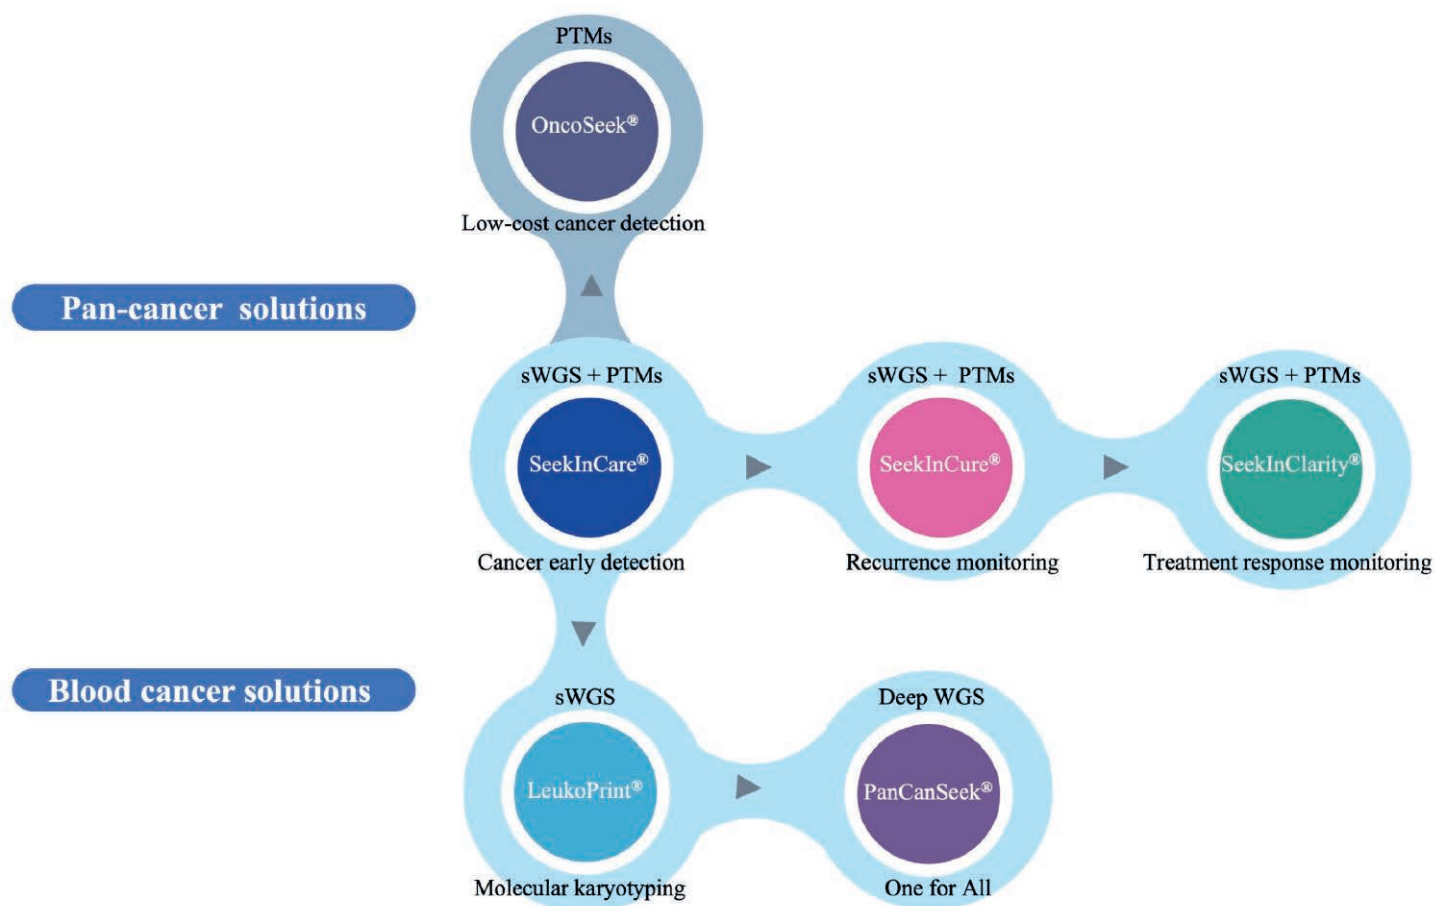 PTMs
OncoSeek®
Low-cost cancer detection
Pan-cancer solutions
sWGS + PTMs
SeekInCare®
Cancer early detection
sWGS + PTMs
SeekInCure®
Recurrence monitoring
sWGS + PTMs
SeekInClarity®
Treatment response monitoring
Blood cancer solutions
sWGS
LeukoPrint®
Molecular karyotyping
Deep WGS
PanCanSeek®
One for All